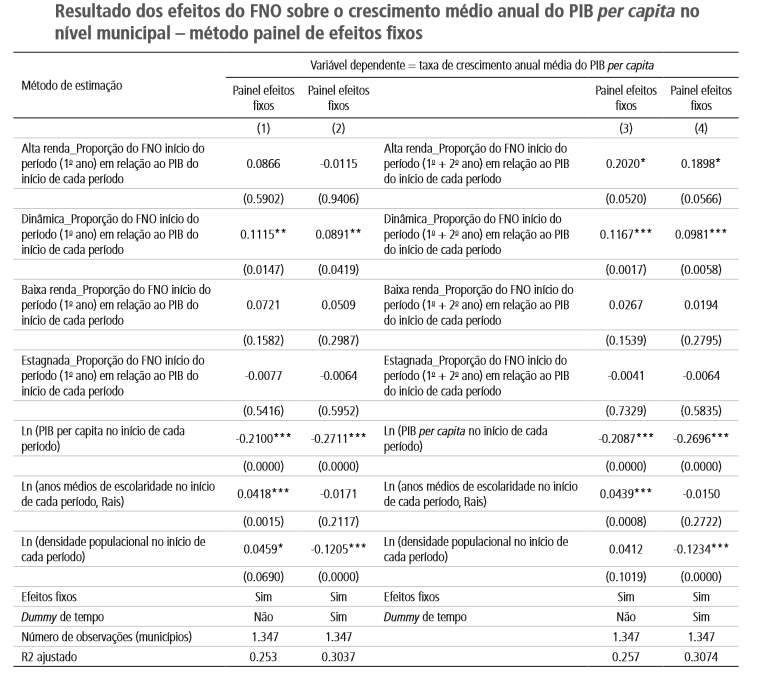 Resultado dos efeitos do FNO sobre o crescimento médio anual do PIB per capita no
nível municipal – método painel de efeitos fixos
Método de estimação
Variável dependente = taxa de crescimento anual média do PIB per capita
Painel efeitos fixos Painel efeitos fixos Painel efeitos fixos Painel efeitos fixos
(1) (2) (3) (4)
Alta renda_Proporção do FNO início do
período (1º ano) em relação ao PIB do
início de cada período
0.0866 -0.0115
Alta renda_Proporção do FNO início do
período (1º + 2º ano) em relação ao PIB
do início de cada período
0.2020* 0.1898*
(0.5902) (0.9406) (0.0520) (0.0566)
Dinâmica_Proporção do FNO início do
período (1º ano) em relação ao PIB do
início de cada período
0.1115** 0.0891**
Dinâmica_Proporção do FNO início do
período (1º + 2º ano) em relação ao PIB
do início de cada período
0.1167*** 0.0981***
(0.0147) (0.0419) (0.0017) (0.0058)
Baixa renda_Proporção do FNO início do
período (1º ano) em relação ao PIB do
início de cada período
0.0721 0.0509
Baixa renda_Proporção do FNO início do
período (1º + 2º ano) em relação ao PIB
do início de cada período
0.0267 0.0194
(0.1582) (0.2987) (0.1539) (0.2795)
Estagnada_Proporção do FNO início do
período (1º ano) em relação ao PIB do
início de cada período
-0.0077 -0.0064
Estagnada_Proporção do FNO início do
período (1º + 2º ano) em relação ao PIB
do início de cada período
-0.0041 -0.0064
(0.5416) (0.5952) (0.7329) (0.5835)
Ln (PIB per capita no início de cada
período)
-0.2100*** -0.2711***
Ln (PIB per capita no início de cada
período)
-0.2087*** -0.2696***
(0.0000) (0.0000) (0.0000) (0.0000)
Ln (anos médios de escolaridade no início
de cada período, Rais)
0.0418*** -0.0171
Ln (anos médios de escolaridade no início
de cada período, Rais)
0.0439*** -0.0150
(0.0015) (0.2117) (0.0008) (0.2722)
Ln (densidade populacional no início de
cada período)
0.0459* -0.1205***
Ln (densidade populacional no início de
cada período)
0.0412 -0.1234***
(0.0690) (0.0000) (0.1019) (0.0000)
Efeitos fixos Sim Sim Efeitos fixos Sim Sim
Dummy de tempo Não Sim Dummy de tempo Não Sim
Número de observações (municípios) 1.347 1.347 1.347 1.347
R2 ajustado 0.253 0.3037 0.257 0.3074